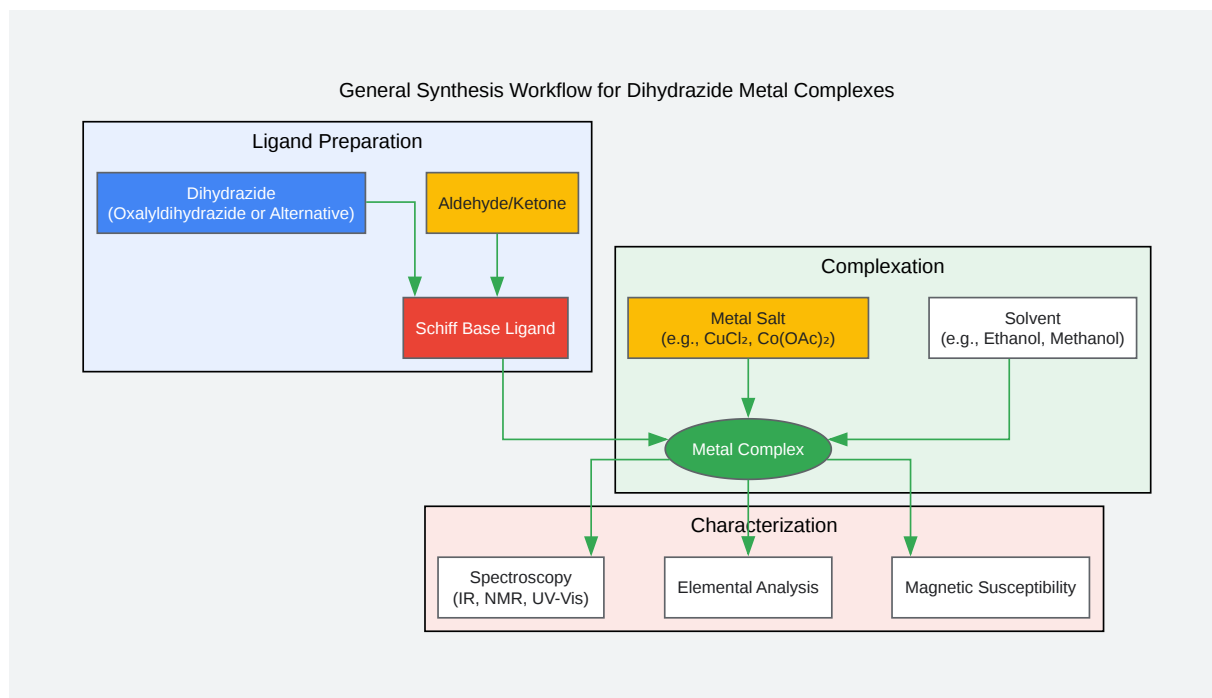 General Synthesis Workflow for Dihydrazide Metal Complexes
Ligand Preparation
Dihydrazide
(Oxalyldihydrazide or Alternative)
Aldehyde/Ketone
Schiff Base Ligand
Complexation
Metal Salt
(e.g., CuCl₂, Co(OAc)₂)
Solvent
(e.g., Ethanol, Methanol)
Metal Complex
Characterization
Spectroscopy
(IR, NMR, UV-Vis)
Elemental Analysis
Magnetic Susceptibility